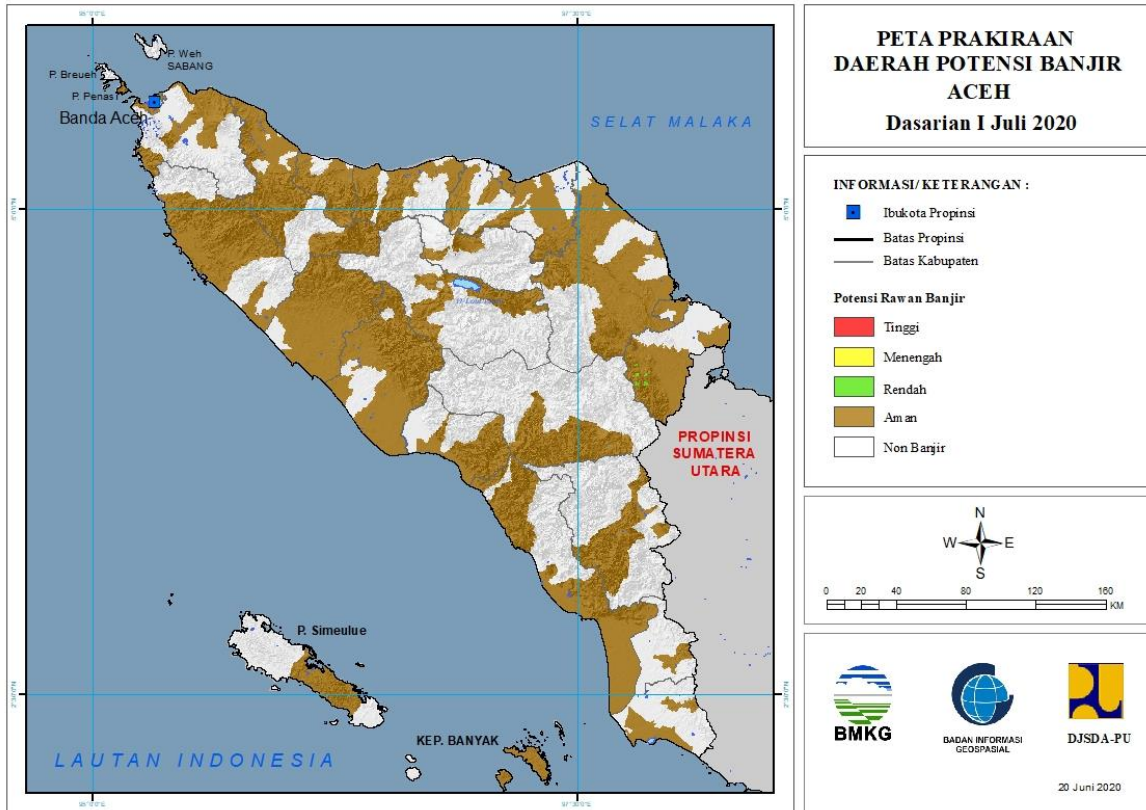 PETA PRAKIRAAN
DAERAH POTENSI BANJIR
ACEH
Dasarian I Juli 2020
INFORMASI/ KETERANGAN :
Ibukota Propinsi
Batas Propinsi
Batas Kabupaten
Potensi Rawan Banjir
Tinggi
Menengah
Rendah
Aman
Non Banjir
N
W E
S
0 20 40 80 120 160
KM
BMKG
BADAN INFORMASI
GEOSPASIAL
DJSDA-PU
20 Juni 2020
P. Weh
SABANG
P. Breueh
P. Penasi
Banda Aceh
SELAT MALAKA
PROPINSI
SUMATERA
UTARA
P. Simeulue
KEP. BANYAK
LAUTAN INDONESIA